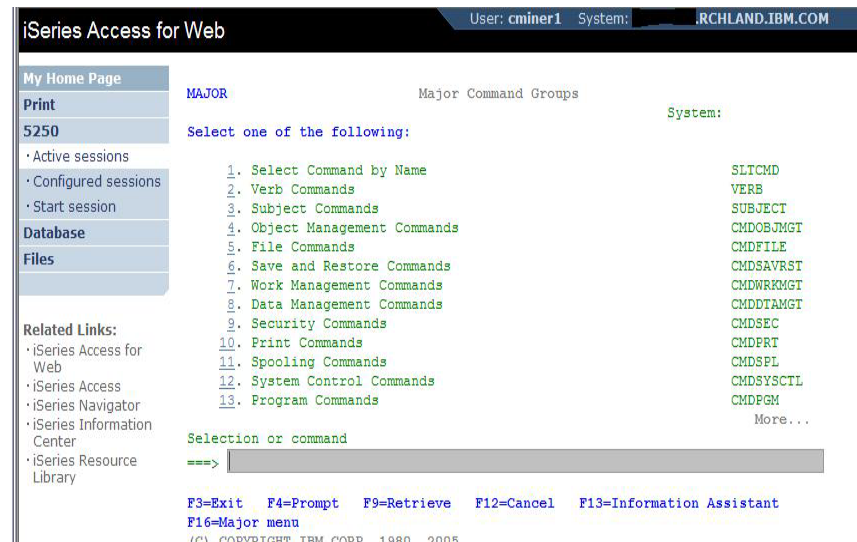 iSeries Access for Web
User: cminer1 System: .RCHLAND.IBM.COM
My Home Page
Print
5250
· Active sessions
· Configured sessions
· Start session
Database
Files
Related Links:
· iSeries Access for
Web
· iSeries Access
· iSeries Navigator
· iSeries Information
Center
· iSeries Resource
Library
MAJOR Major Command Groups
System:
Select one of the following:
1. Select Command by Name SLTCMD
2. Verb Commands VERB
3. Subject Commands SUBJECT
4. Object Management Commands CMDOBJMGT
5. File Commands CMDFILE
6. Save and Restore Commands CMDSAVRST
7. Work Management Commands CMDWRKMGT
8. Data Management Commands CMDDTAMGT
9. Security Commands CMDSEC
10. Print Commands CMDPRT
11. Spooling Commands CMDSPL
12. System Control Commands CMDSYSCTL
13. Program Commands CMDPGM
More...
Selection or command
===>
F3=Exit F4=Prompt F9=Retrieve F12=Cancel F13=Information Assistant
F16=Major menu
(C) COPYRIGHT IBM CORP. 1980, 2005.